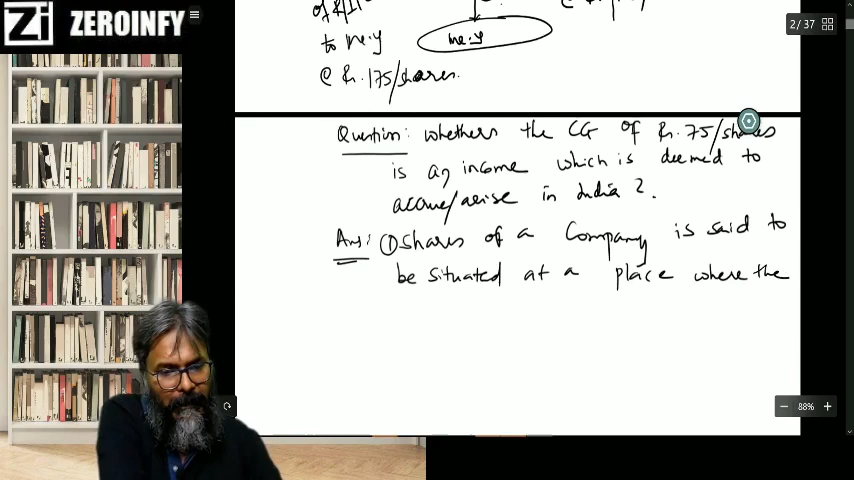 Zi ZEROINFY
2/37
to Mr.Y
Mr.Y
@ Rs.175/shares.
Question: whethers the CG of Rs.75/shares
is an income which is deemed to
accrue/arise in India?
Ans: ① Shares of a Company is said to
be situated at a place where the
88%